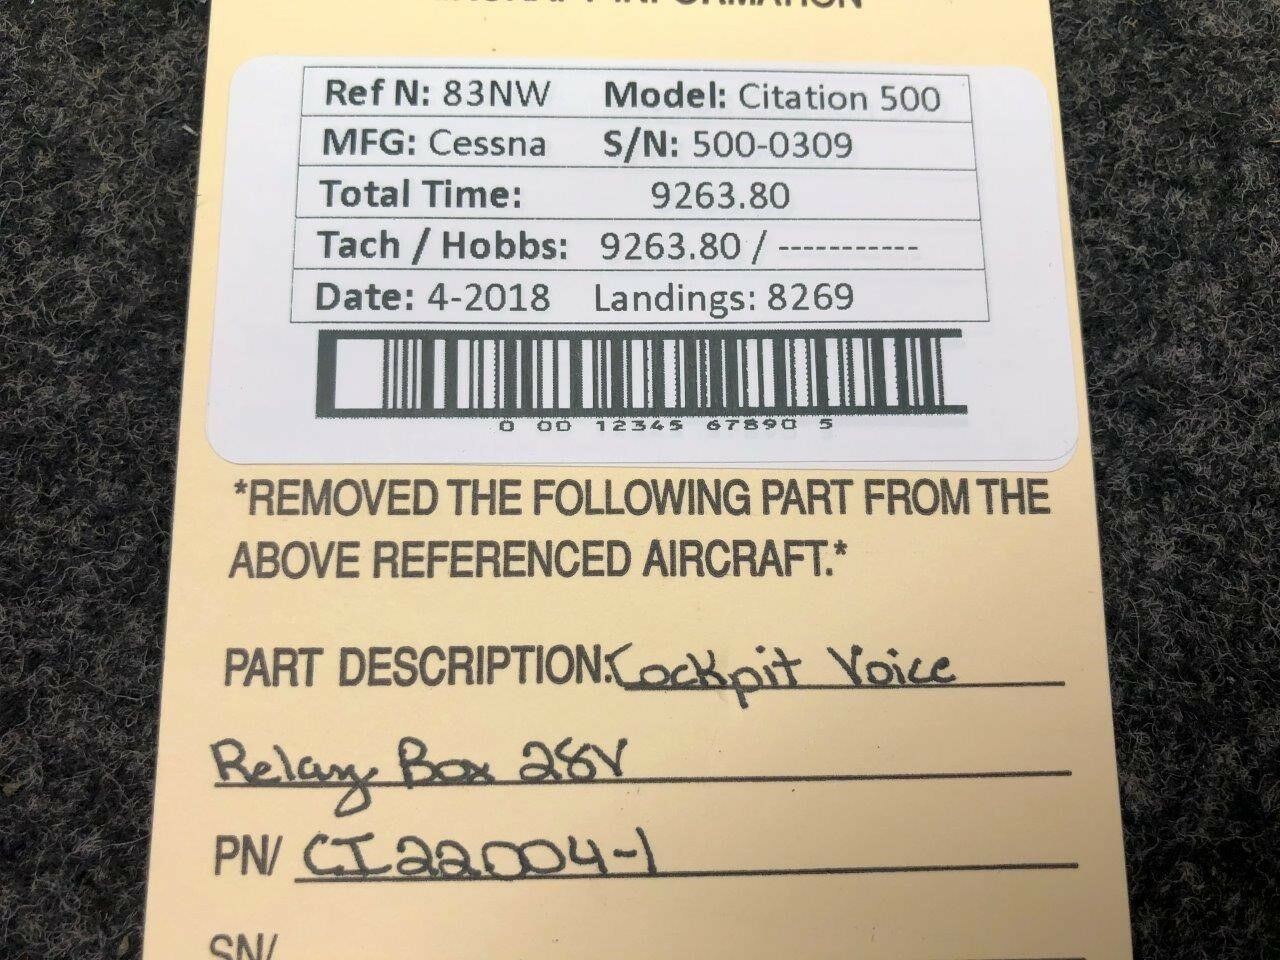 INFORMATION
Ref N: 83NW Model: Citation 500
MFG: Cessna S/N: 500-0309
Total Time: 9263.80
Tach / Hobbs: 9263.80 / -----------
Date: 4-2018 Landings: 8269
0 00 12345 67890 5
*REMOVED THE FOLLOWING PART FROM THE
ABOVE REFERENCED AIRCRAFT.*
PART DESCRIPTION: Cockpit Voice
Relay Box 28V
PN/ CI22004-1
SN/